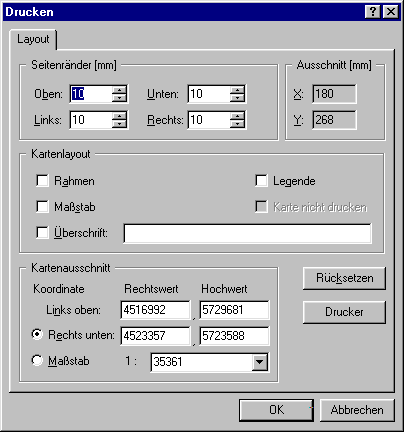 Drucken
Layout
Seitenränder [mm]
Ausschnitt [mm]
Oben: 10 Unten: 10 X: 180
Links: 10 Rechts: 10 Y: 268
Kartenlayout
Rahmen Legende
Maßstab Karte nicht drucken
Überschrift:
Kartenausschnitt
Koordinate Rechtswert Hochwert
Rücksetzen
Links oben: 4516992 , 5729681
Drucker
Rechts unten: 4523357 , 5723588
Maßstab 1 : 35361
OK Abbrechen